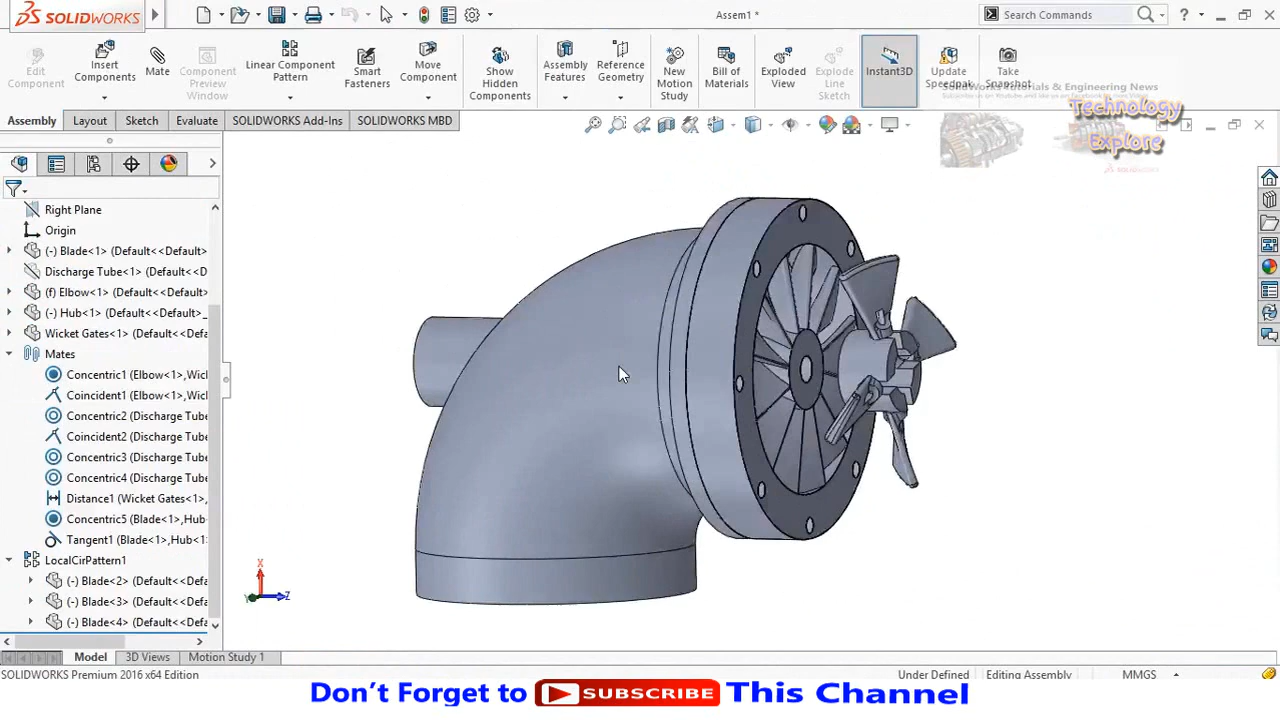 SOLIDWORKS
Assem1 *
Search Commands
?
Edit Component
Insert Components
Mate
Component Preview Window
Linear Component Pattern
Smart Fasteners
Move Component
Show Hidden Components
Assembly Features
Reference Geometry
New Motion Study
Bill of Materials
Exploded View
Explode Line Sketch
Instant3D
Update Speedpak
Take Snapshot
SolidWorks Tutorials & Engineering News
Technology
Explore
SOLIDWORKS
Assembly
Layout
Sketch
Evaluate
SOLIDWORKS Add-Ins
SOLIDWORKS MBD
Right Plane
Origin
(-) Blade<1> (Default<<Default>
Discharge Tube<1> (Default<<D
(f) Elbow<1> (Default<<Default>
(-) Hub<1> (Default<<Default>_
Wicket Gates<1> (Default<<Def
Mates
Concentric1 (Elbow<1>,Wicl
Coincident1 (Elbow<1>,Wicl
Concentric2 (Discharge Tube
Coincident2 (Discharge Tube
Concentric3 (Discharge Tube
Concentric4 (Discharge Tube
Distance1 (Wicket Gates<1>
Concentric5 (Blade<1>,Hub<
Tangent1 (Blade<1>,Hub<1>
LocalCirPattern1
(-) Blade<2> (Default<<Defa
(-) Blade<3> (Default<<Defa
(-) Blade<4> (Default<<Defa
X
Y
Z
Model
3D Views
Motion Study 1
SOLIDWORKS Premium 2016 x64 Edition
Under Defined
Editing Assembly
MMGS
Don't Forget to SUBSCRIBE This Channel